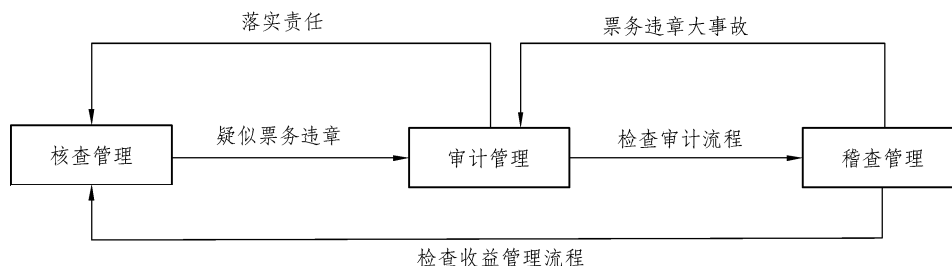 落实责任
票务违章大事故
核查管理
疑似票务违章
审计管理
检查审计流程
稽查管理
检查收益管理流程